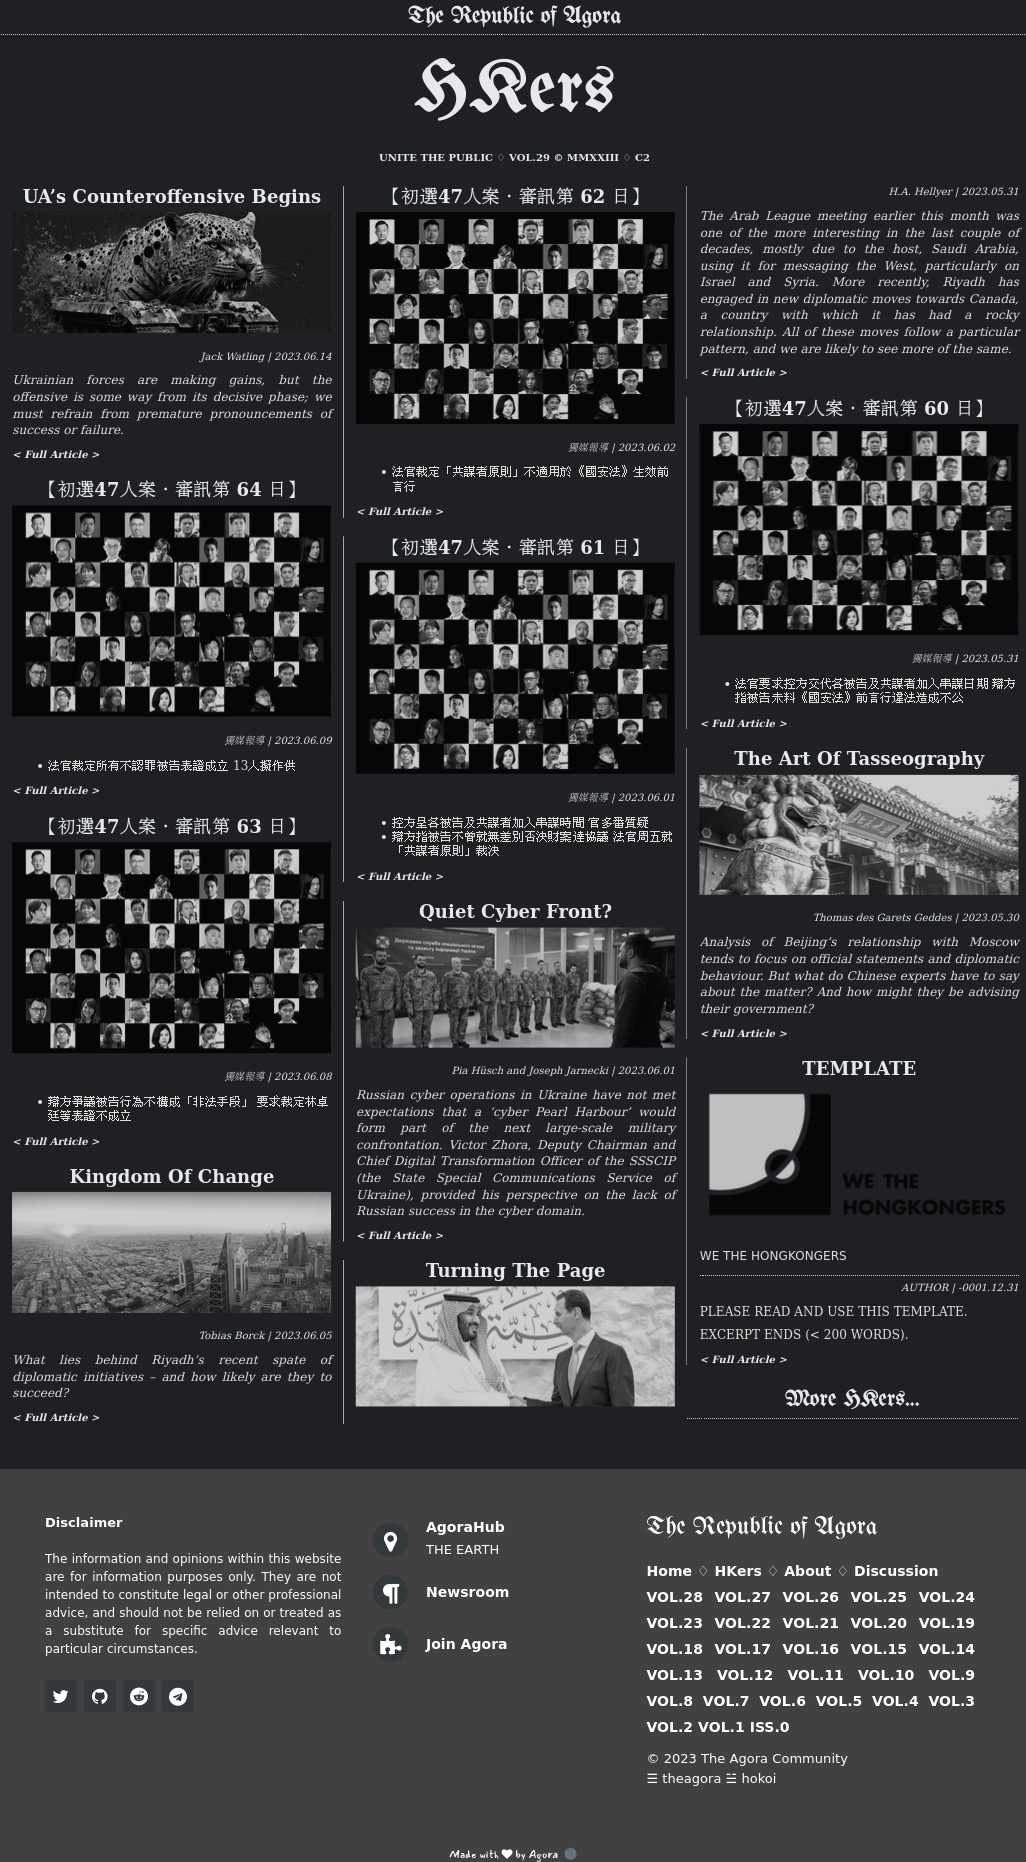 The Republic of Agora
HKers
UNITE THE PUBLIC ♢ VOL.29 © MMXXIII ♢ C2
UA’s Counteroffensive Begins
Jack Watling | 2023.06.14
Ukrainian forces are making gains, but the
offensive is some way from its decisive phase; we
must refrain from premature pronouncements of
success or failure.
< Full Article >
【初選47人案・審訊第 64 日】
獨媒報導 | 2023.06.09
• 法官裁定所有不認罪被告表證成立 13人擬作供
< Full Article >
【初選47人案・審訊第 63 日】
獨媒報導 | 2023.06.08
• 辯方爭議被告行為不構成「非法手段」 要求裁定林卓
廷等表證不成立
< Full Article >
Kingdom Of Change
Tobias Borck | 2023.06.05
What lies behind Riyadh’s recent spate of
diplomatic initiatives – and how likely are they to
succeed?
< Full Article >
【初選47人案・審訊第 62 日】
獨媒報導 | 2023.06.02
• 法官裁定「共謀者原則」不適用於《國安法》生效前
言行
< Full Article >
【初選47人案・審訊第 61 日】
獨媒報導 | 2023.06.01
• 控方呈各被告及共謀者加入串謀時間 官多番質疑
• 辯方指被告不曾就無差別否決財案達協議 法官周五就
「共謀者原則」裁決
< Full Article >
Quiet Cyber Front?
Державна служба спеціального зв'язку
та захисту інформації України
Pia Hüsch and Joseph Jarnecki | 2023.06.01
Russian cyber operations in Ukraine have not met
expectations that a ‘cyber Pearl Harbour’ would
form part of the next large-scale military
confrontation. Victor Zhora, Deputy Chairman and
Chief Digital Transformation Officer of the SSSCIP
(the State Special Communications Service of
Ukraine), provided his perspective on the lack of
Russian success in the cyber domain.
< Full Article >
Turning The Page
H.A. Hellyer | 2023.05.31
The Arab League meeting earlier this month was
one of the more interesting in the last couple of
decades, mostly due to the host, Saudi Arabia,
using it for messaging the West, particularly on
Israel and Syria. More recently, Riyadh has
engaged in new diplomatic moves towards Canada,
a country with which it has had a rocky
relationship. All of these moves follow a particular
pattern, and we are likely to see more of the same.
< Full Article >
【初選47人案・審訊第 60 日】
獨媒報導 | 2023.05.31
• 法官要求控方交代各被告及共謀者加入串謀日期 辯方
指被告未料《國安法》前言行違法造成不公
< Full Article >
The Art Of Tasseography
Thomas des Garets Geddes | 2023.05.30
Analysis of Beijing’s relationship with Moscow
tends to focus on official statements and diplomatic
behaviour. But what do Chinese experts have to say
about the matter? And how might they be advising
their government?
< Full Article >
TEMPLATE
WE THE
HONGKONGERS
WE THE HONGKONGERS
AUTHOR | -0001.12.31
PLEASE READ AND USE THIS TEMPLATE.
EXCERPT ENDS (< 200 WORDS).
< Full Article >
More HKers...
Disclaimer
The information and opinions within this website
are for information purposes only. They are not
intended to constitute legal or other professional
advice, and should not be relied on or treated as
a substitute for specific advice relevant to
particular circumstances.
AgoraHub
THE EARTH
Newsroom
Join Agora
The Republic of Agora
Home ♢ HKers ♢ About ♢ Discussion
VOL.28 VOL.27 VOL.26 VOL.25 VOL.24
VOL.23 VOL.22 VOL.21 VOL.20 VOL.19
VOL.18 VOL.17 VOL.16 VOL.15 VOL.14
VOL.13 VOL.12 VOL.11 VOL.10 VOL.9
VOL.8 VOL.7 VOL.6 VOL.5 VOL.4 VOL.3
VOL.2 VOL.1 ISS.0
© 2023 The Agora Community
☰ theagora ☱ hokoi
Made with ♥ by Agora